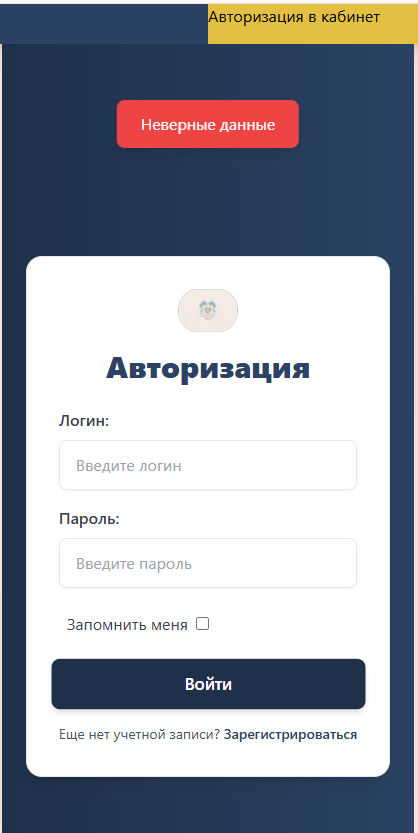 Авторизация в кабинет
Неверные данные
Авторизация
Логин:
Введите логин
Пароль:
Введите пароль
Запомнить меня
Войти
Еще нет учетной записи? Зарегистрироваться